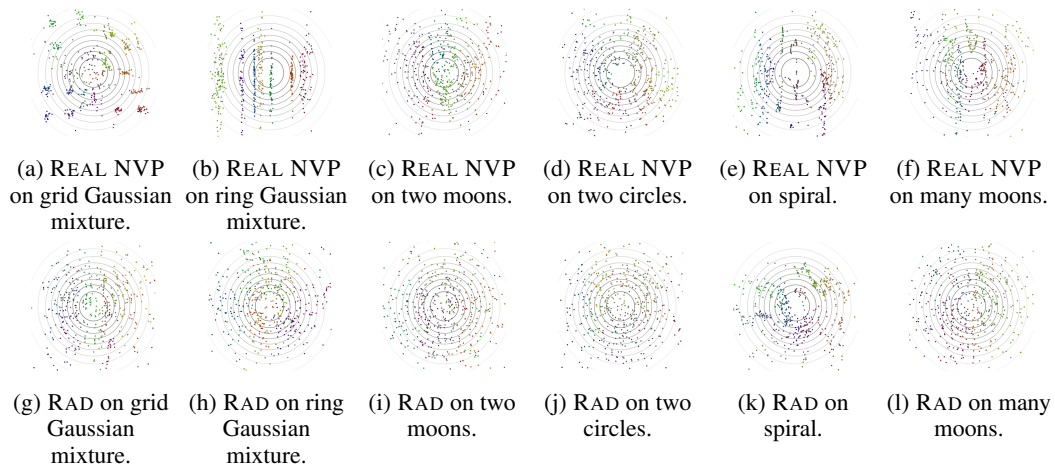 (a) REAL NVP
on grid Gaussian
mixture.
(b) REAL NVP
on ring Gaussian
mixture.
(c) REAL NVP
on two moons.
(d) REAL NVP
on two circles.
(e) REAL NVP
on spiral.
(f) REAL NVP
on many moons.
(g) RAD on grid
Gaussian
mixture.
(h) RAD on ring
Gaussian
mixture.
(i) RAD on two
moons.
(j) RAD on two
circles.
(k) RAD on
spiral.
(l) RAD on many
moons.